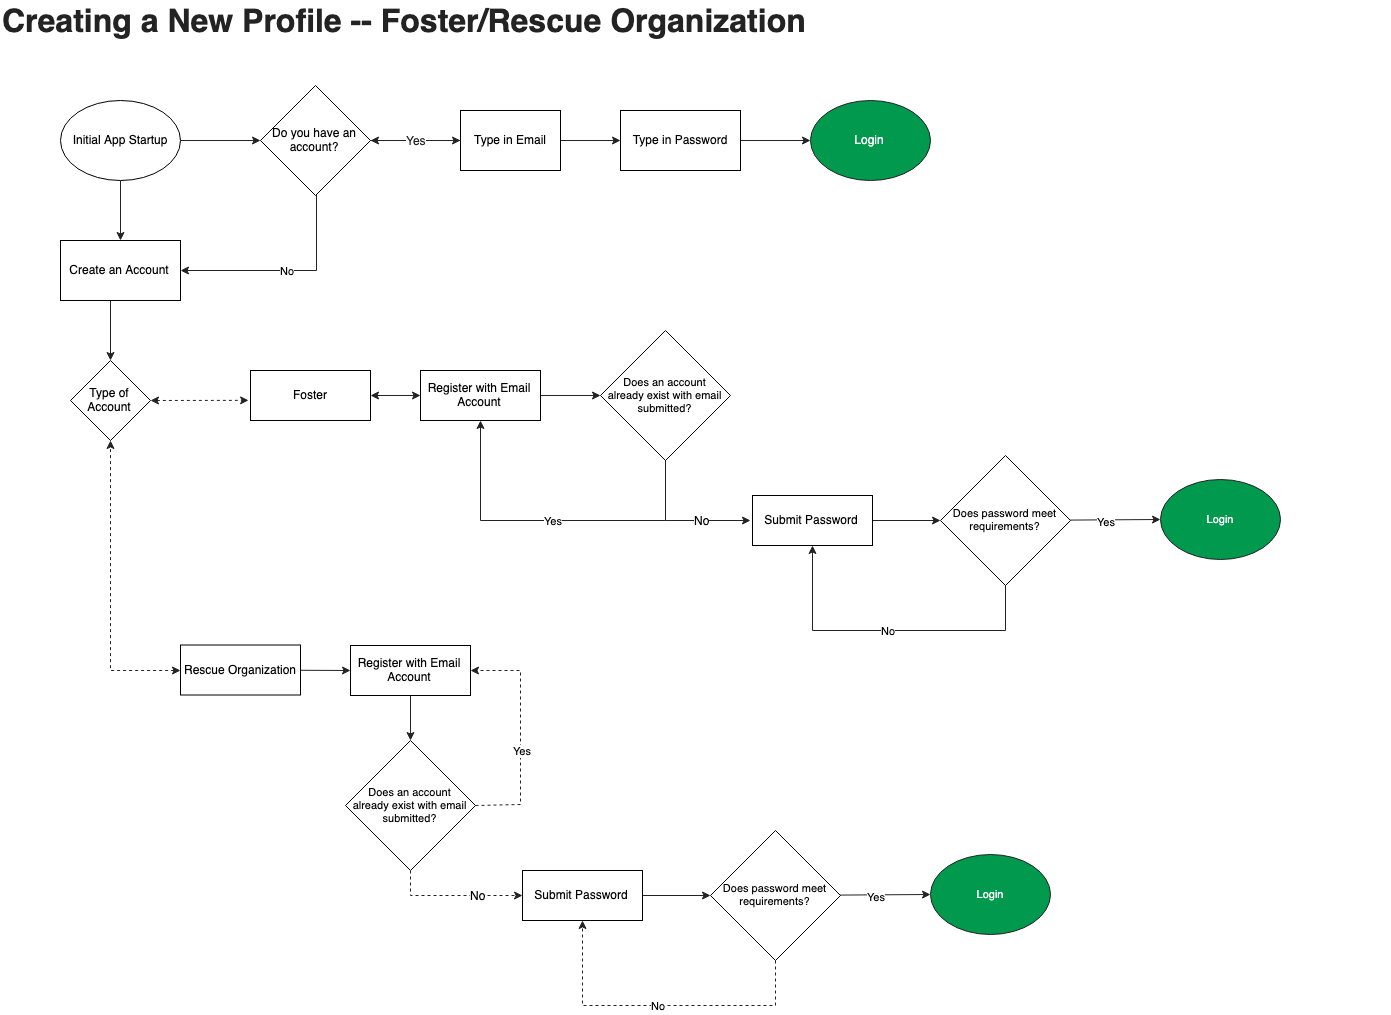 Creating a New Profile -- Foster/Rescue Organization
Initial App Startup
Do you have an
account?
Yes
Type in Email
Type in Password
Login
Create an Account
No
Type of
Account
Foster
Register with Email
Account
Does an account
already exist with email
submitted?
Yes
No
Submit Password
Does password meet
requirements?
Yes
Login
No
Rescue Organization
Register with Email
Account
Yes
Does an account
already exist with email
submitted?
No
Submit Password
Does password meet
requirements?
Yes
Login
No